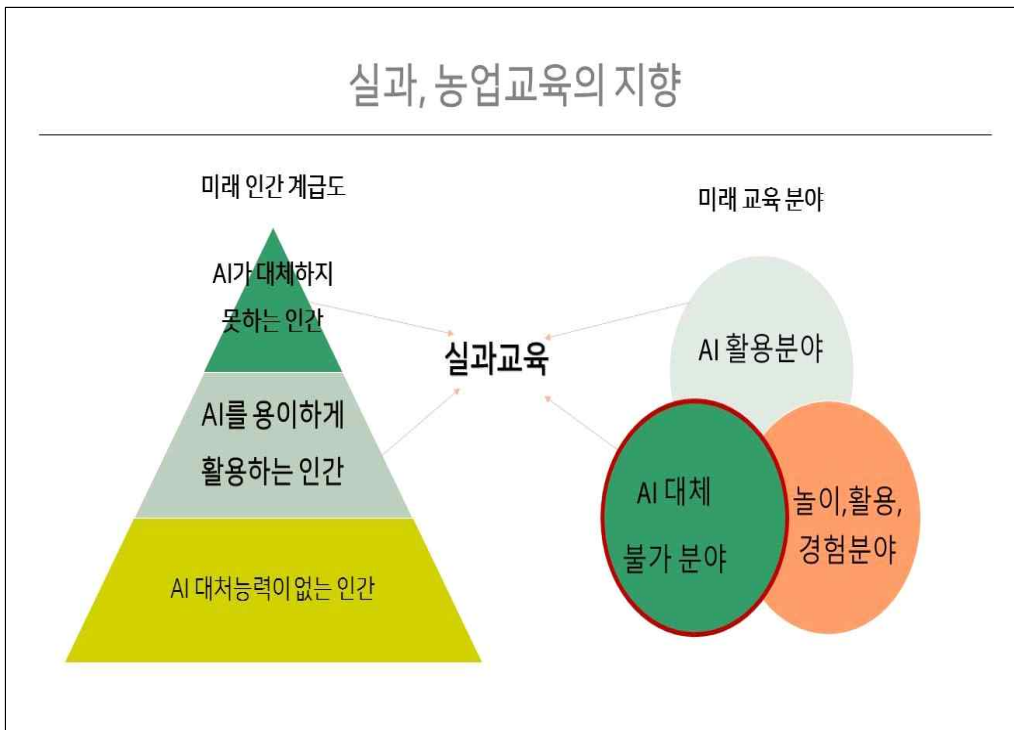 실과, 농업교육의 지향
미래 인간 계급도
AI가 대체하지
못하는 인간
AI를 용이하게
활용하는 인간
AI 대처능력이 없는 인간
실과교육
미래 교육 분야
AI 활용분야
AI 대체
불가 분야
놀이,활용,
경험분야